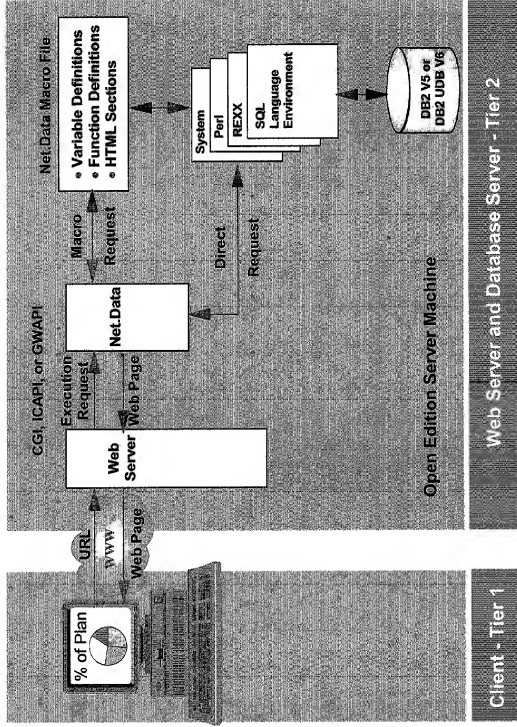 % of Plan
URL
WWW
Web Page
Client - Tier 1
CGI, ICAPI, or GWAPI
Web
Server
Execution
Request
Web Page
Net.Data
Macro
Request
Direct
Request
Net.Data Macro File
• Variable Definitions
• Function Definitions
• HTML Sections
System
Perl
REXX
SQL
Language
Environment
DB2 V5 or
DB2 UDB V6
Open Edition Server Machine
Web Server and Database Server - Tier 2